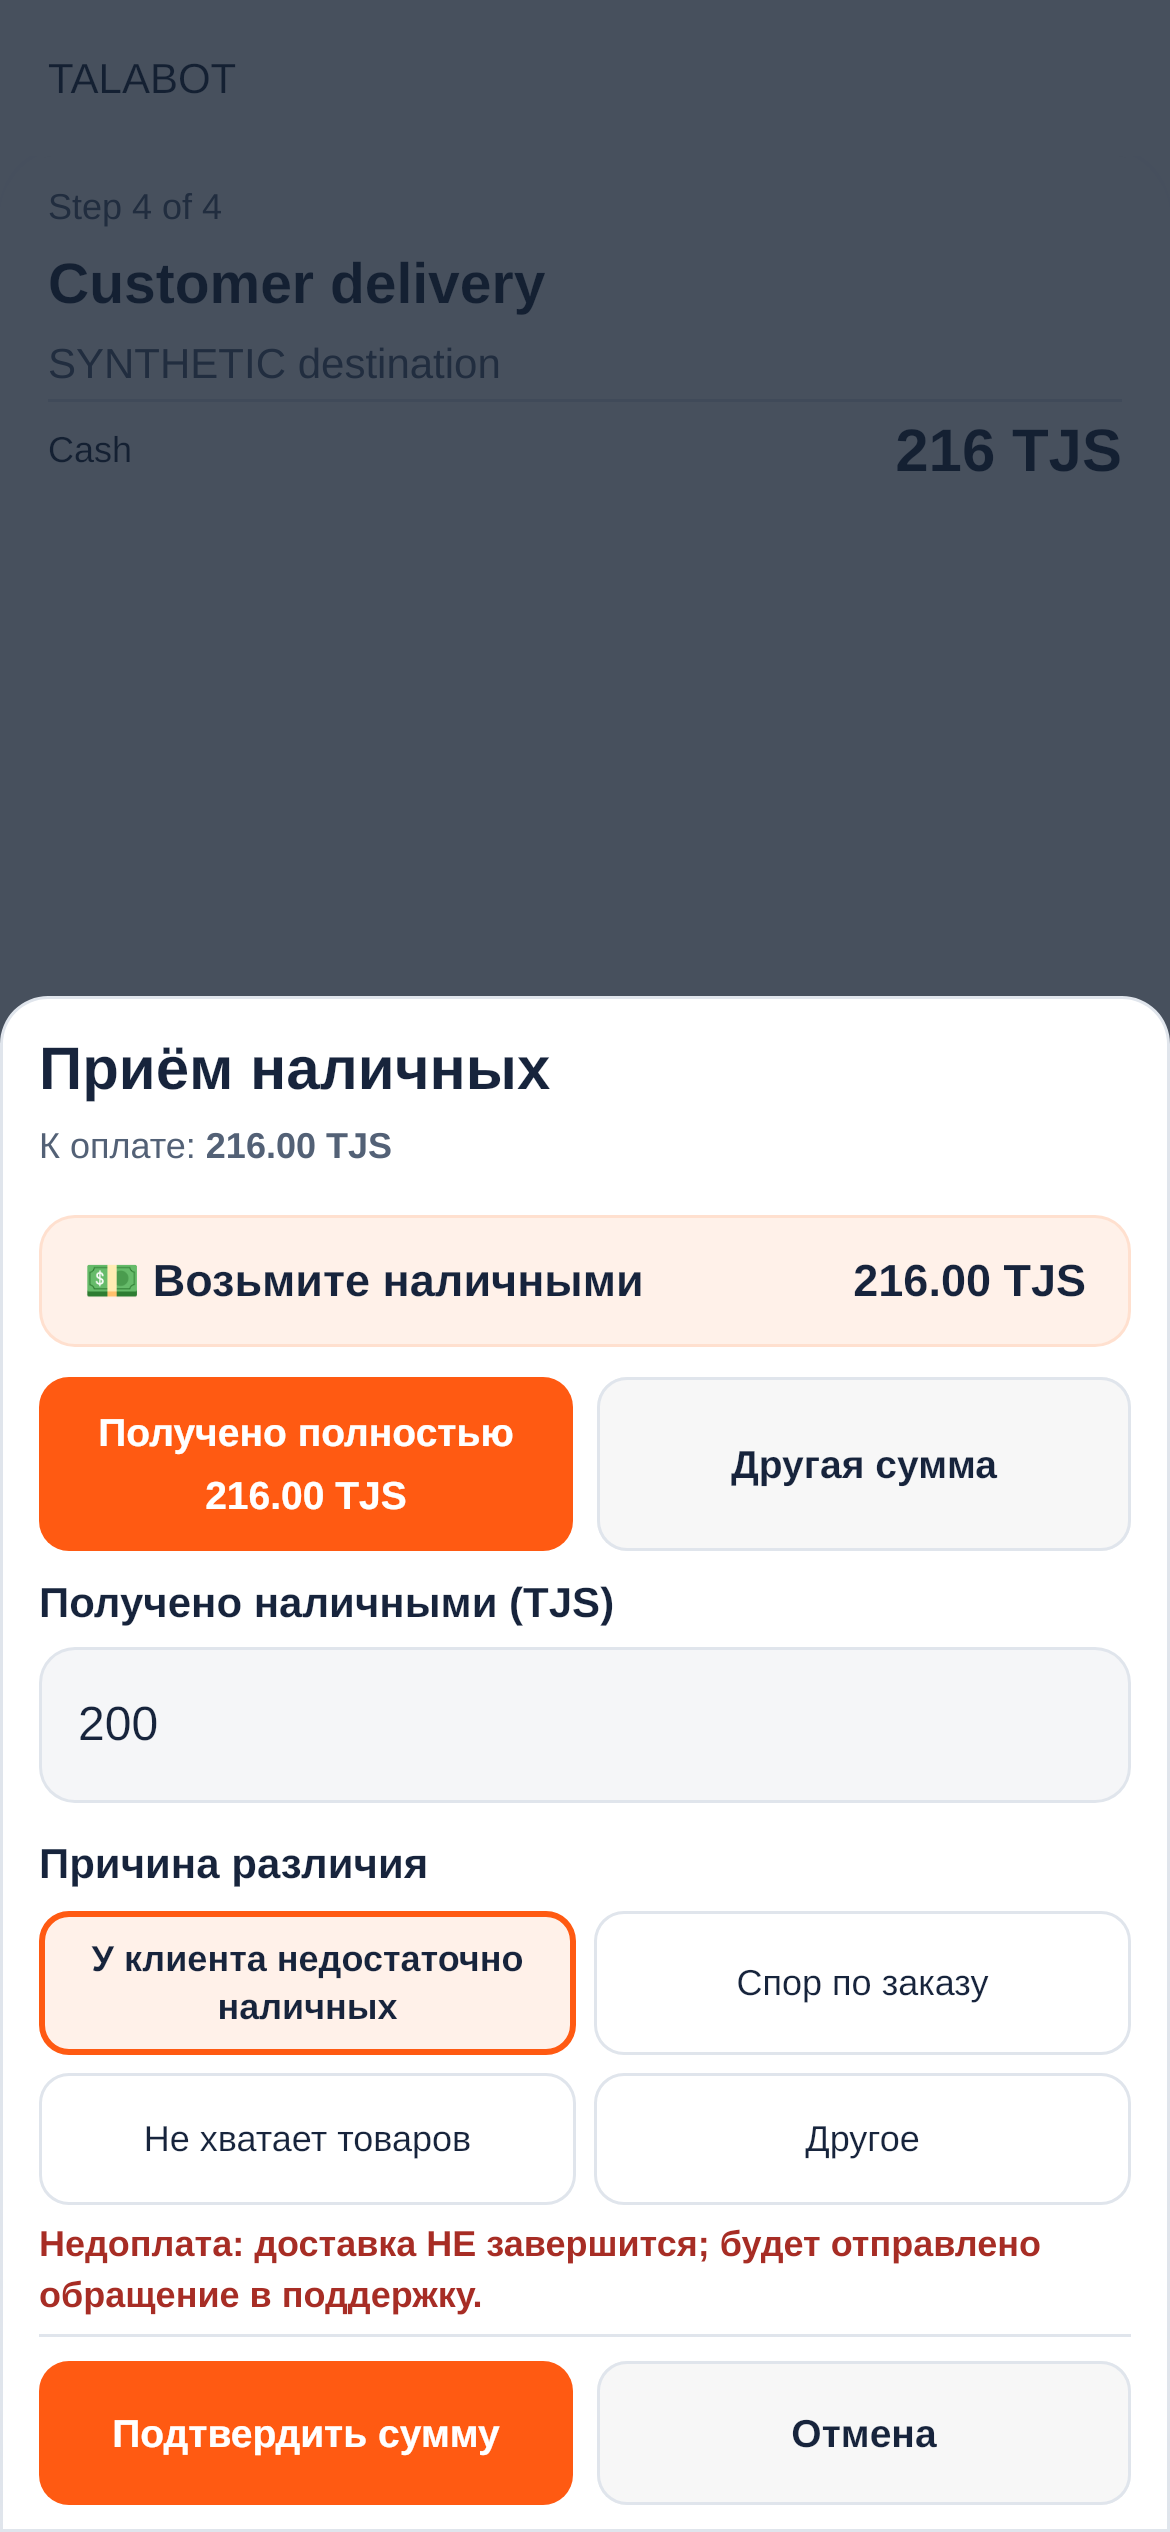 TALABOT
Step 4 of 4
Customer delivery
SYNTHETIC destination
Cash 216 TJS
Приём наличных
К оплате: 216.00 TJS
Возьмите наличными 216.00 TJS
Получено полностью
216.00 TJS
Другая сумма
Получено наличными (TJS)
200
Причина различия
У клиента недостаточно
наличных
Спор по заказу
Не хватает товаров
Другое
Недоплата: доставка НЕ завершится; будет отправлено
обращение в поддержку.
Подтвердить сумму
Отмена